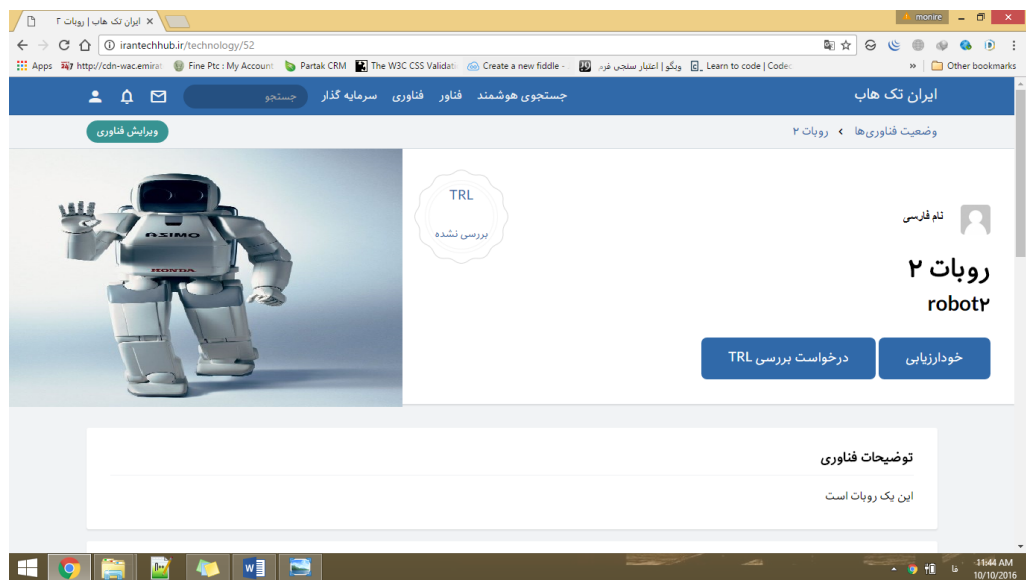 ایران تک هاب | روبات ۲
monire
irantechhub.ir/technology/52
Apps
http://cdn-wac.emirat
Fine Ptc : My Account
Partak CRM
The W3C CSS Validati
Create a new fiddle -
ویگو | اعتبار سنجی فرم
Learn to code | Codec
Other bookmarks
ایران تک هاب
جستجوی هوشمند فناور فناوری سرمایه گذار
جستجو
وضعیت فناوری‌ها › روبات ۲
ویرایش فناوری
نام فارسی
روبات ۲
robot۲
خودارزیابی
درخواست بررسی TRL
TRL
بررسی نشده
ASIMO
HONDA
توضیحات فناوری
این یک روبات است
فا
11:44 AM
10/10/2016